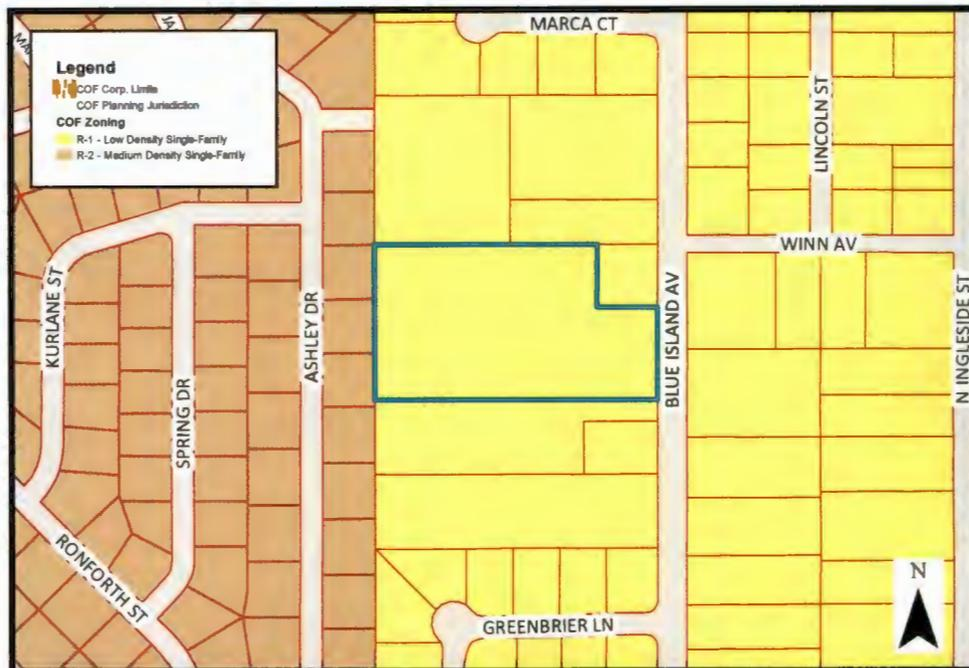 MARCA CT
Legend
COF Corp. Limits
COF Planning Jurisdiction
COF Zoning
R-1 - Low Density Single-Family
R-2 - Medium Density Single-Family
LINCOLN ST
WINN AV
KURLANE ST
ASHLEY DR
BLUE ISLAND AV
N INGLESIDE ST
SPRING DR
RONFORTH ST
N
GREENBRIER LN